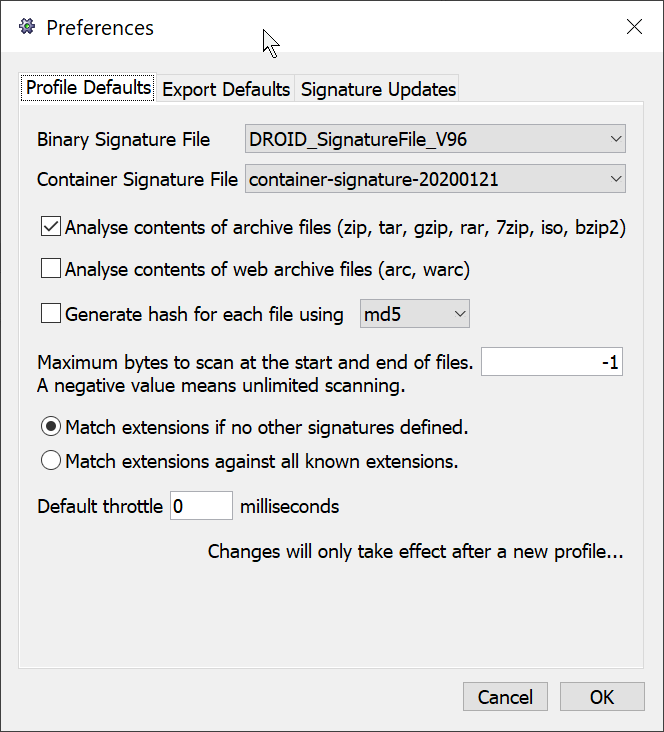 Preferences
Profile Defaults Export Defaults Signature Updates
Binary Signature File DROID_SignatureFile_V96
Container Signature File container-signature-20200121
Analyse contents of archive files (zip, tar, gzip, rar, 7zip, iso, bzip2)
Analyse contents of web archive files (arc, warc)
Generate hash for each file using md5
Maximum bytes to scan at the start and end of files. -1
A negative value means unlimited scanning.
Match extensions if no other signatures defined.
Match extensions against all known extensions.
Default throttle 0 milliseconds
Changes will only take effect after a new profile...
Cancel OK